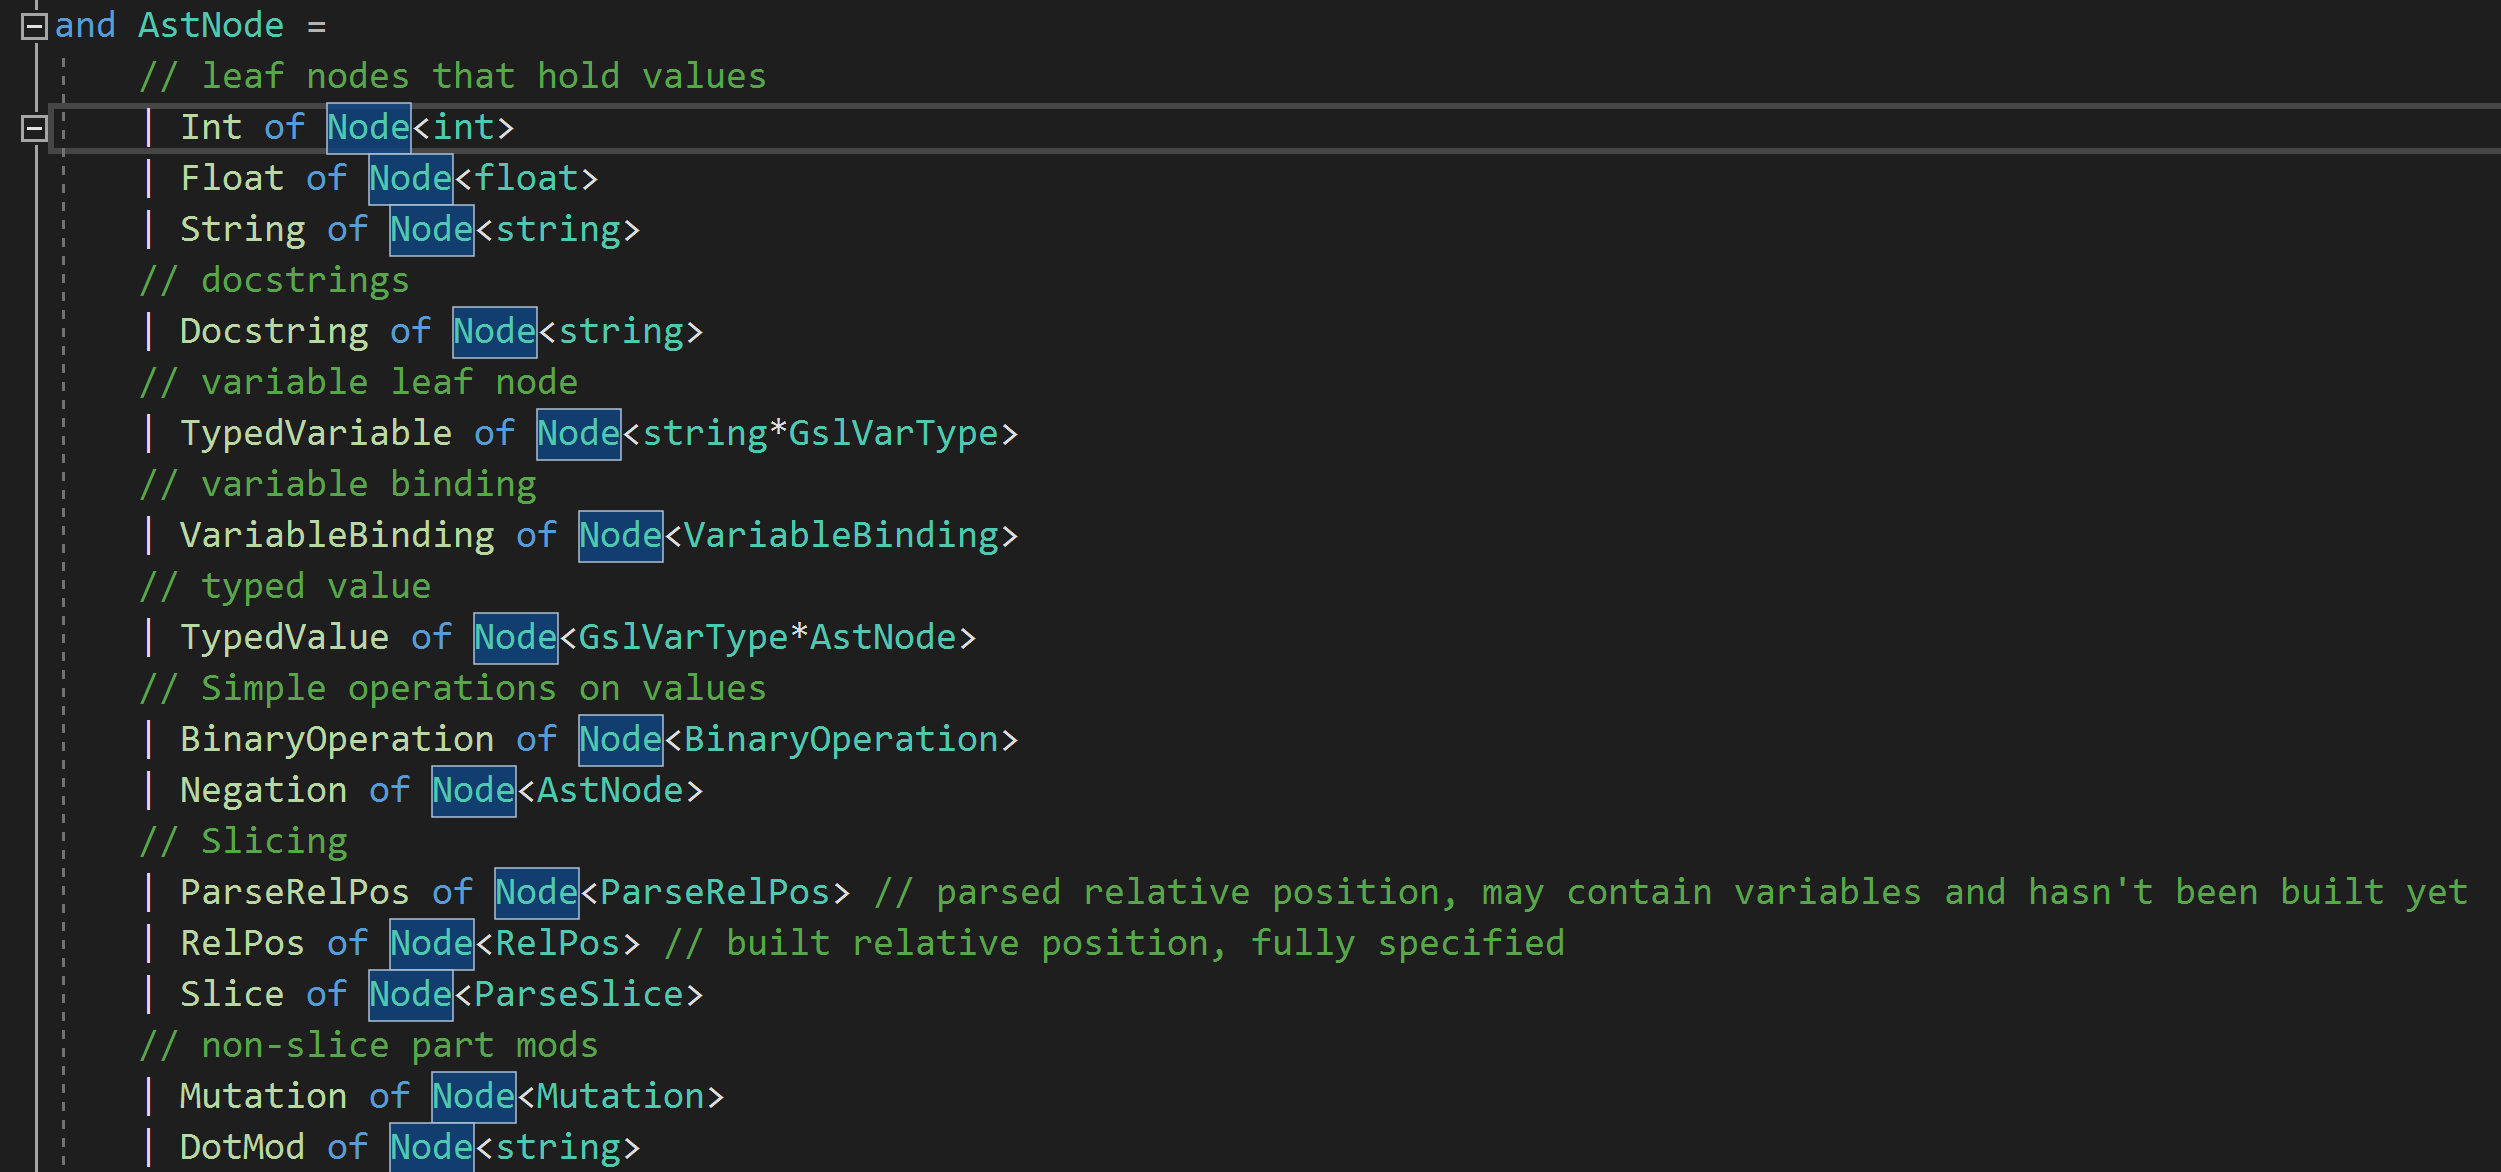 and AstNode =
    // leaf nodes that hold values
    | Int of Node<int>
    | Float of Node<float>
    | String of Node<string>
    // docstrings
    | Docstring of Node<string>
    // variable leaf node
    | TypedVariable of Node<string*GslVarType>
    // variable binding
    | VariableBinding of Node<VariableBinding>
    // typed value
    | TypedValue of Node<GslVarType*AstNode>
    // Simple operations on values
    | BinaryOperation of Node<BinaryOperation>
    | Negation of Node<AstNode>
    // Slicing
    | ParseRelPos of Node<ParseRelPos> // parsed relative position, may contain variables and hasn't been built yet
    | RelPos of Node<RelPos> // built relative position, fully specified
    | Slice of Node<ParseSlice>
    // non-slice part mods
    | Mutation of Node<Mutation>
    | DotMod of Node<string>